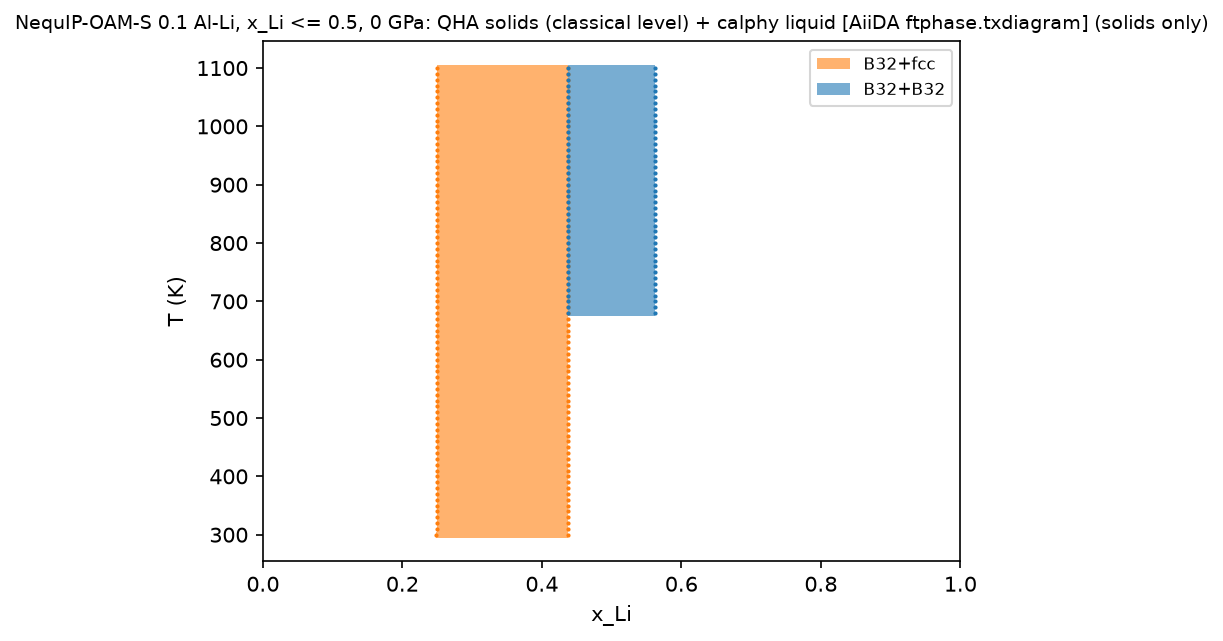 NequIP-OAM-S 0.1 Al-Li, x_Li <= 0.5, 0 GPa: QHA solids (classical level) + calphy liquid [AiiDA ftphase.txdiagram] (solids only)
B32+fcc
B32+B32
1100
1000
900
800
700
600
500
400
300
T (K)
0.0 0.2 0.4 0.6 0.8 1.0
x_Li